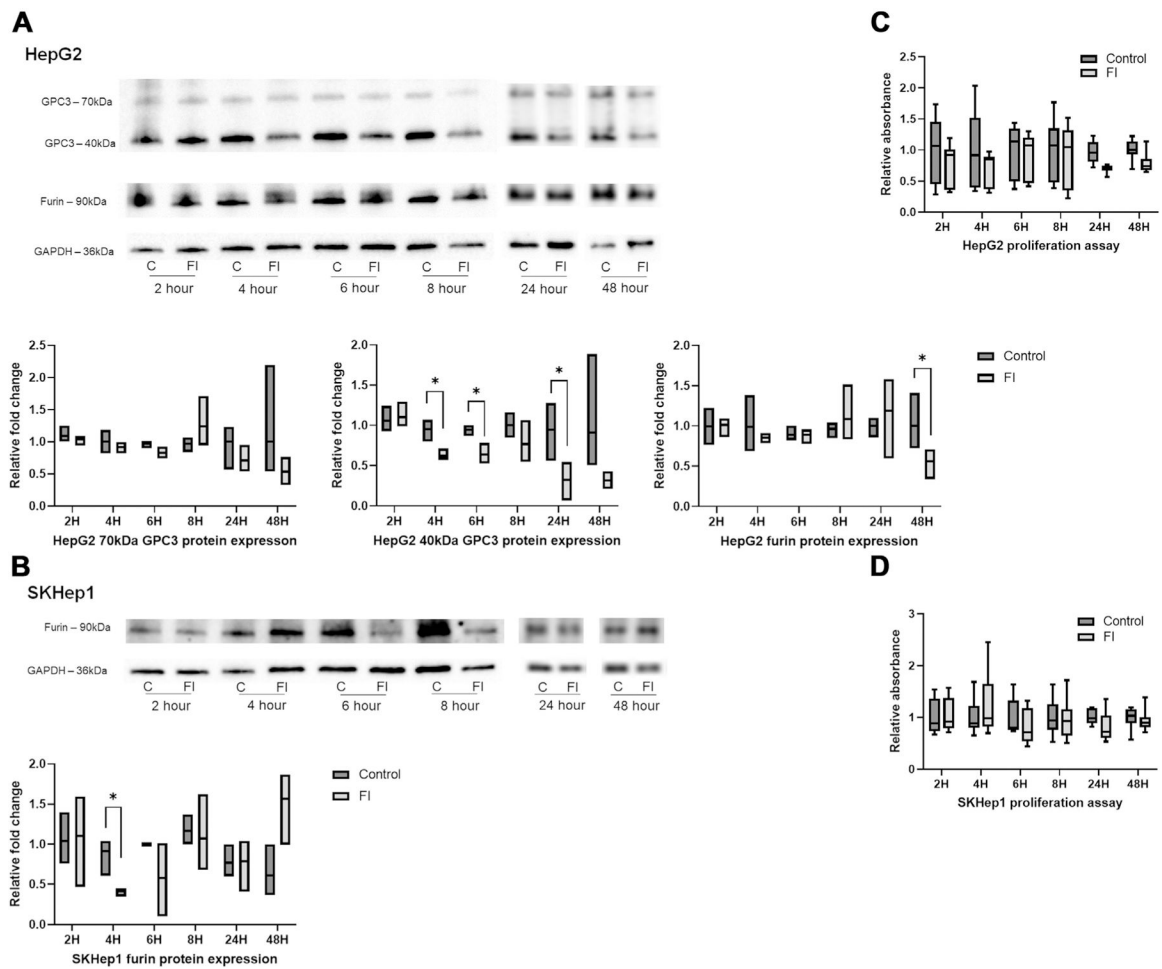 A
HepG2
GPC3 – 70kDa
GPC3 – 40kDa
Furin – 90kDa
GAPDH – 36kDa
C FI C FI C FI C FI C FI C FI
2 hour 4 hour 6 hour 8 hour 24 hour 48 hour
C
Relative absorbance
2.5
2.0
1.5
1.0
0.5
0.0
Control
FI
2H 4H 6H 8H 24H 48H
HepG2 proliferation assay
Relative fold change
2.5
2.0
1.5
1.0
0.5
0.0
2H 4H 6H 8H 24H 48H
HepG2 70kDa GPC3 protein expresson
Relative fold change
2.0
1.5
1.0
0.5
0.0
* * *
2H 4H 6H 8H 24H 48H
HepG2 40kDa GPC3 protein expression
Relative fold change
2.0
1.5
1.0
0.5
0.0
*
2H 4H 6H 8H 24H 48H
HepG2 furin protein expression
Control
FI
B
SKHep1
Furin – 90kDa
GAPDH – 36kDa
C FI C FI C FI C FI C FI C FI
2 hour 4 hour 6 hour 8 hour 24 hour 48 hour
Relative fold change
2.0
1.5
1.0
0.5
0.0
*
2H 4H 6H 8H 24H 48H
SKHep1 furin protein expression
Control
FI
D
Relative absorbance
3
2
1
0
Control
FI
2H 4H 6H 8H 24H 48H
SKHep1 proliferation assay